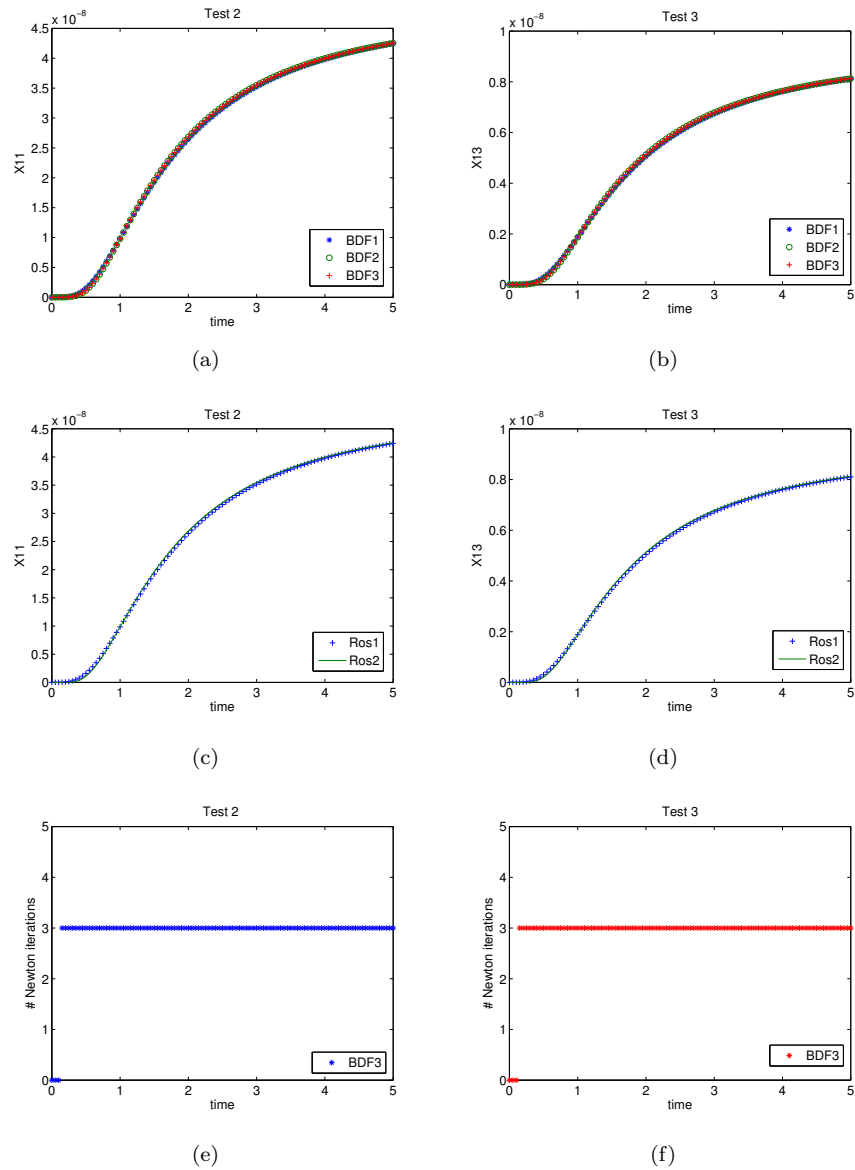 Test 2
x 10⁻⁸
4.5
4
3.5
3
2.5
2
1.5
1
0.5
0
X11
BDF1
BDF2
BDF3
0 1 2 3 4 5
time
(a)
Test 3
x 10⁻⁸
1
0.8
0.6
0.4
0.2
0
X13
BDF1
BDF2
BDF3
0 1 2 3 4 5
time
(b)
Test 2
x 10⁻⁸
4.5
4
3.5
3
2.5
2
1.5
1
0.5
0
X11
Ros1
Ros2
0 1 2 3 4 5
time
(c)
Test 3
x 10⁻⁸
1
0.8
0.6
0.4
0.2
0
X13
Ros1
Ros2
0 1 2 3 4 5
time
(d)
Test 2
5
4
3
2
1
0
# Newton iterations
BDF3
0 1 2 3 4 5
time
(e)
Test 3
5
4
3
2
1
0
# Newton iterations
BDF3
0 1 2 3 4 5
time
(f)